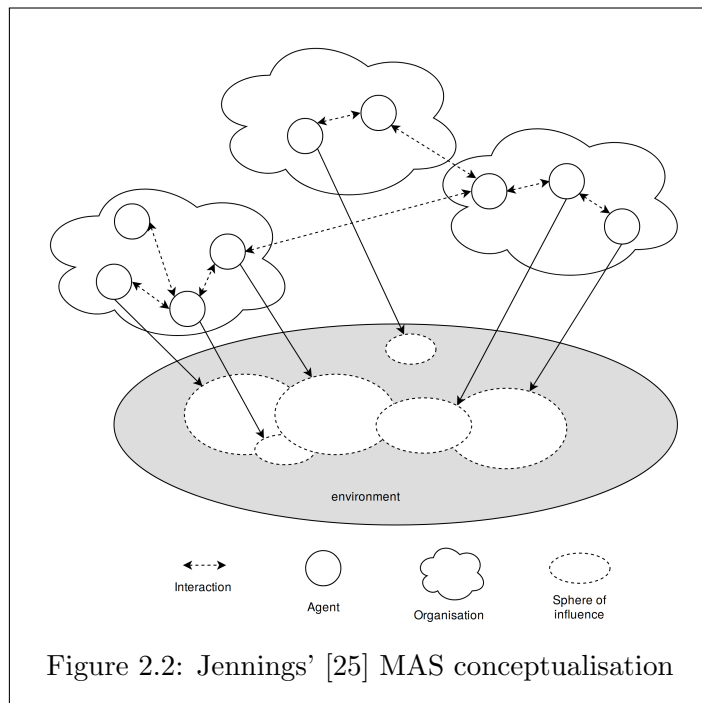 environment
Interaction
Agent
Organisation
Sphere of
influence
Figure 2.2: Jennings' [25] MAS conceptualisation